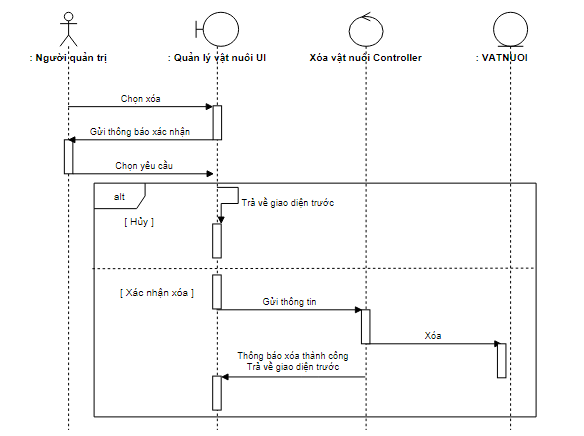 : Người quản trị
: Quản lý vật nuôi UI
Xóa vật nuôi Controller
: VATNUOI
Chọn xóa
Gửi thông báo xác nhận
Chọn yêu cầu
alt
Trả về giao diện trước
[ Hủy ]
[ Xác nhận xóa ]
Gửi thông tin
Xóa
Thông báo xóa thành công
Trả về giao diện trước